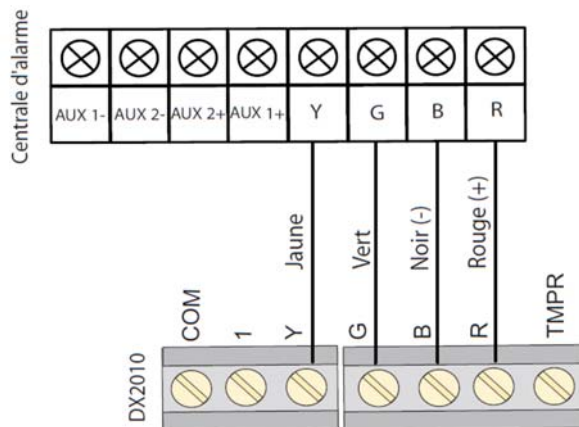 Centrale d'alarme
AUX 1- AUX 2- AUX 2+ AUX 1+ Y G B R
Jaune Vert Noir (-) Rouge (+)
COM 1 Y G B R TMPR
DX2010